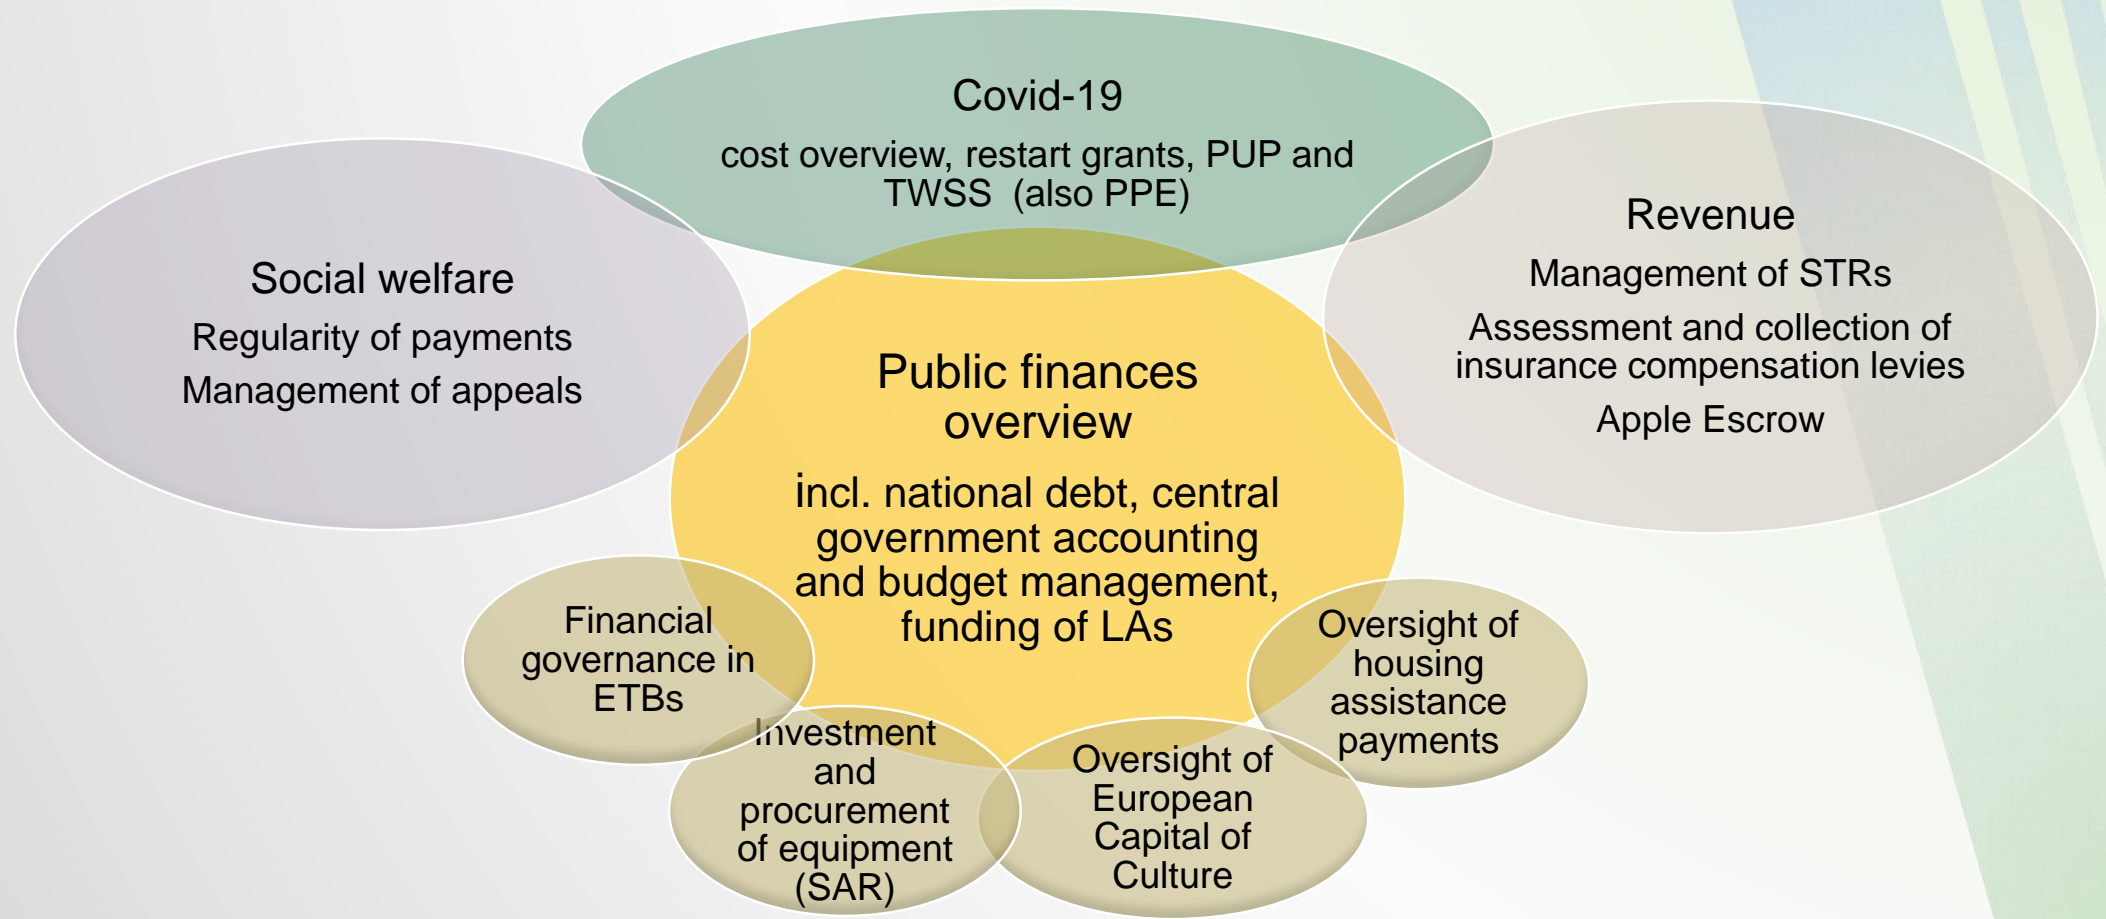 Covid-19
cost overview, restart grants, PUP and
TWSS (also PPE)
Social welfare
Regularity of payments
Management of appeals
Revenue
Management of STRs
Assessment and collection of
insurance compensation levies
Apple Escrow
Public finances
overview
incl. national debt, central
government accounting
and budget management,
funding of LAs
Financial
governance in
ETBs
Investment
and
procurement
of equipment
(SAR)
Oversight of
European
Capital of
Culture
Oversight of
housing
assistance
payments